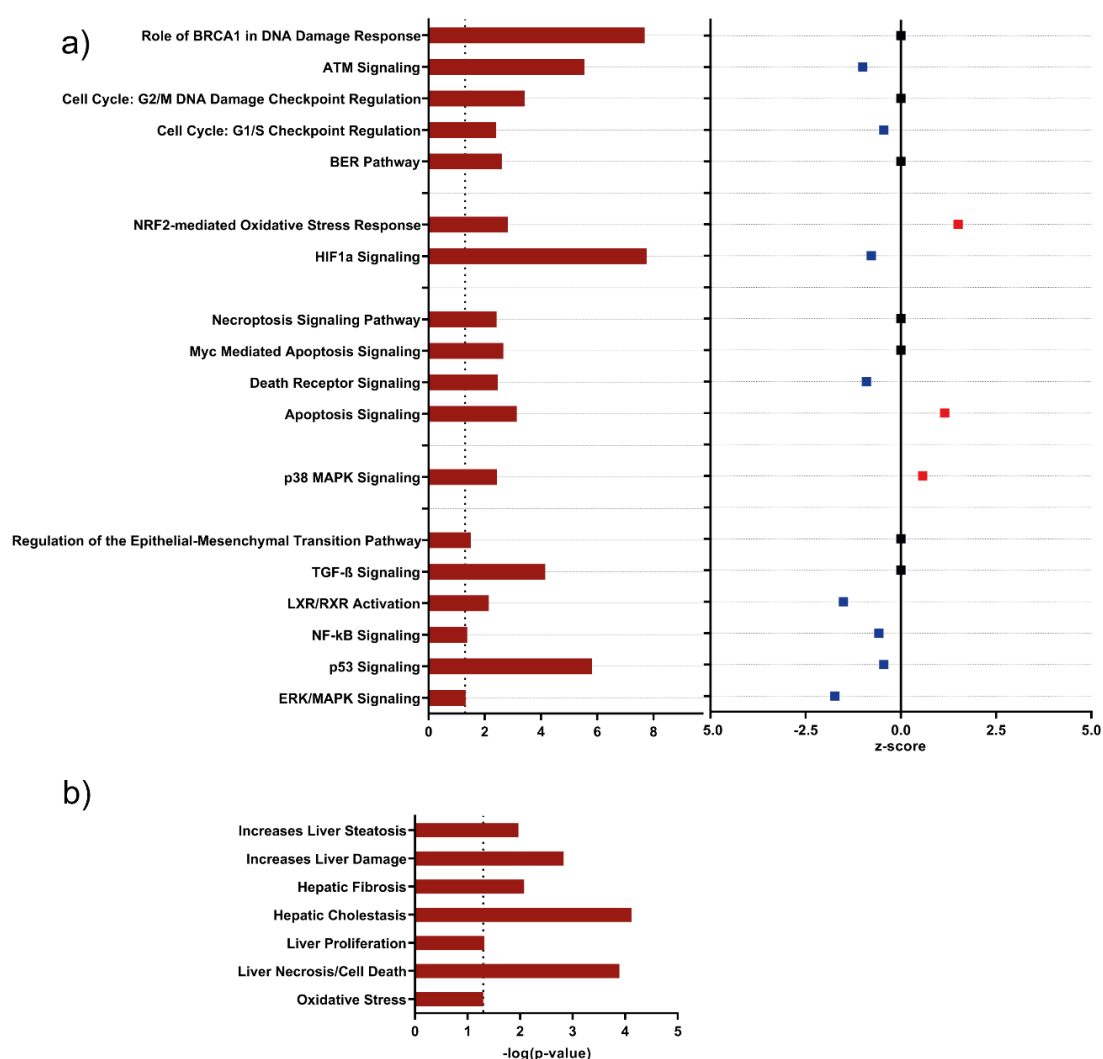 a)
Role of BRCA1 in DNA Damage Response
ATM Signaling
Cell Cycle: G2/M DNA Damage Checkpoint Regulation
Cell Cycle: G1/S Checkpoint Regulation
BER Pathway
NRF2-mediated Oxidative Stress Response
HIF1a Signaling
Necroptosis Signaling Pathway
Myc Mediated Apoptosis Signaling
Death Receptor Signaling
Apoptosis Signaling
p38 MAPK Signaling
Regulation of the Epithelial-Mesenchymal Transition Pathway
TGF-ß Signaling
LXR/RXR Activation
NF-kB Signaling
p53 Signaling
ERK/MAPK Signaling
0 2 4 6 8
5.0 -2.5 0.0 2.5 5.0
z-score
b)
Increases Liver Steatosis
Increases Liver Damage
Hepatic Fibrosis
Hepatic Cholestasis
Liver Proliferation
Liver Necrosis/Cell Death
Oxidative Stress
0 1 2 3 4 5
-log(p-value)